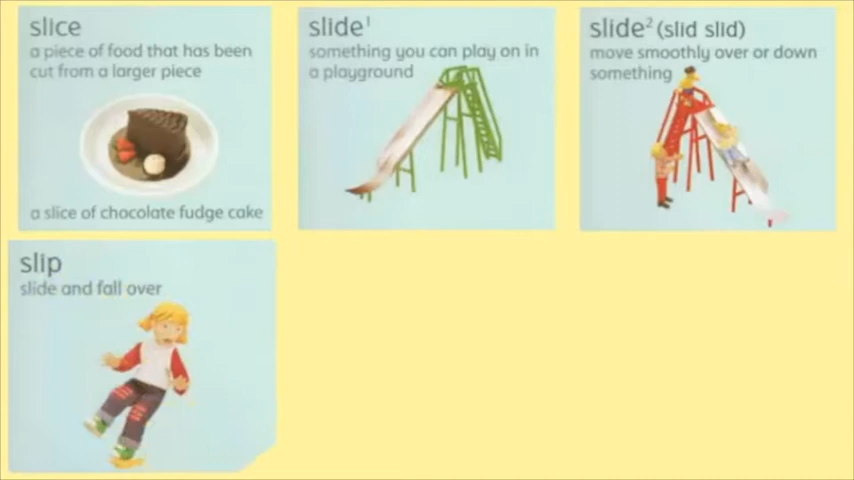 slice
a piece of food that has been
cut from a larger piece
a slice of chocolate fudge cake
slide¹
something you can play on in
a playground
slide² (slid slid)
move smoothly over or down
something
slip
slide and fall over